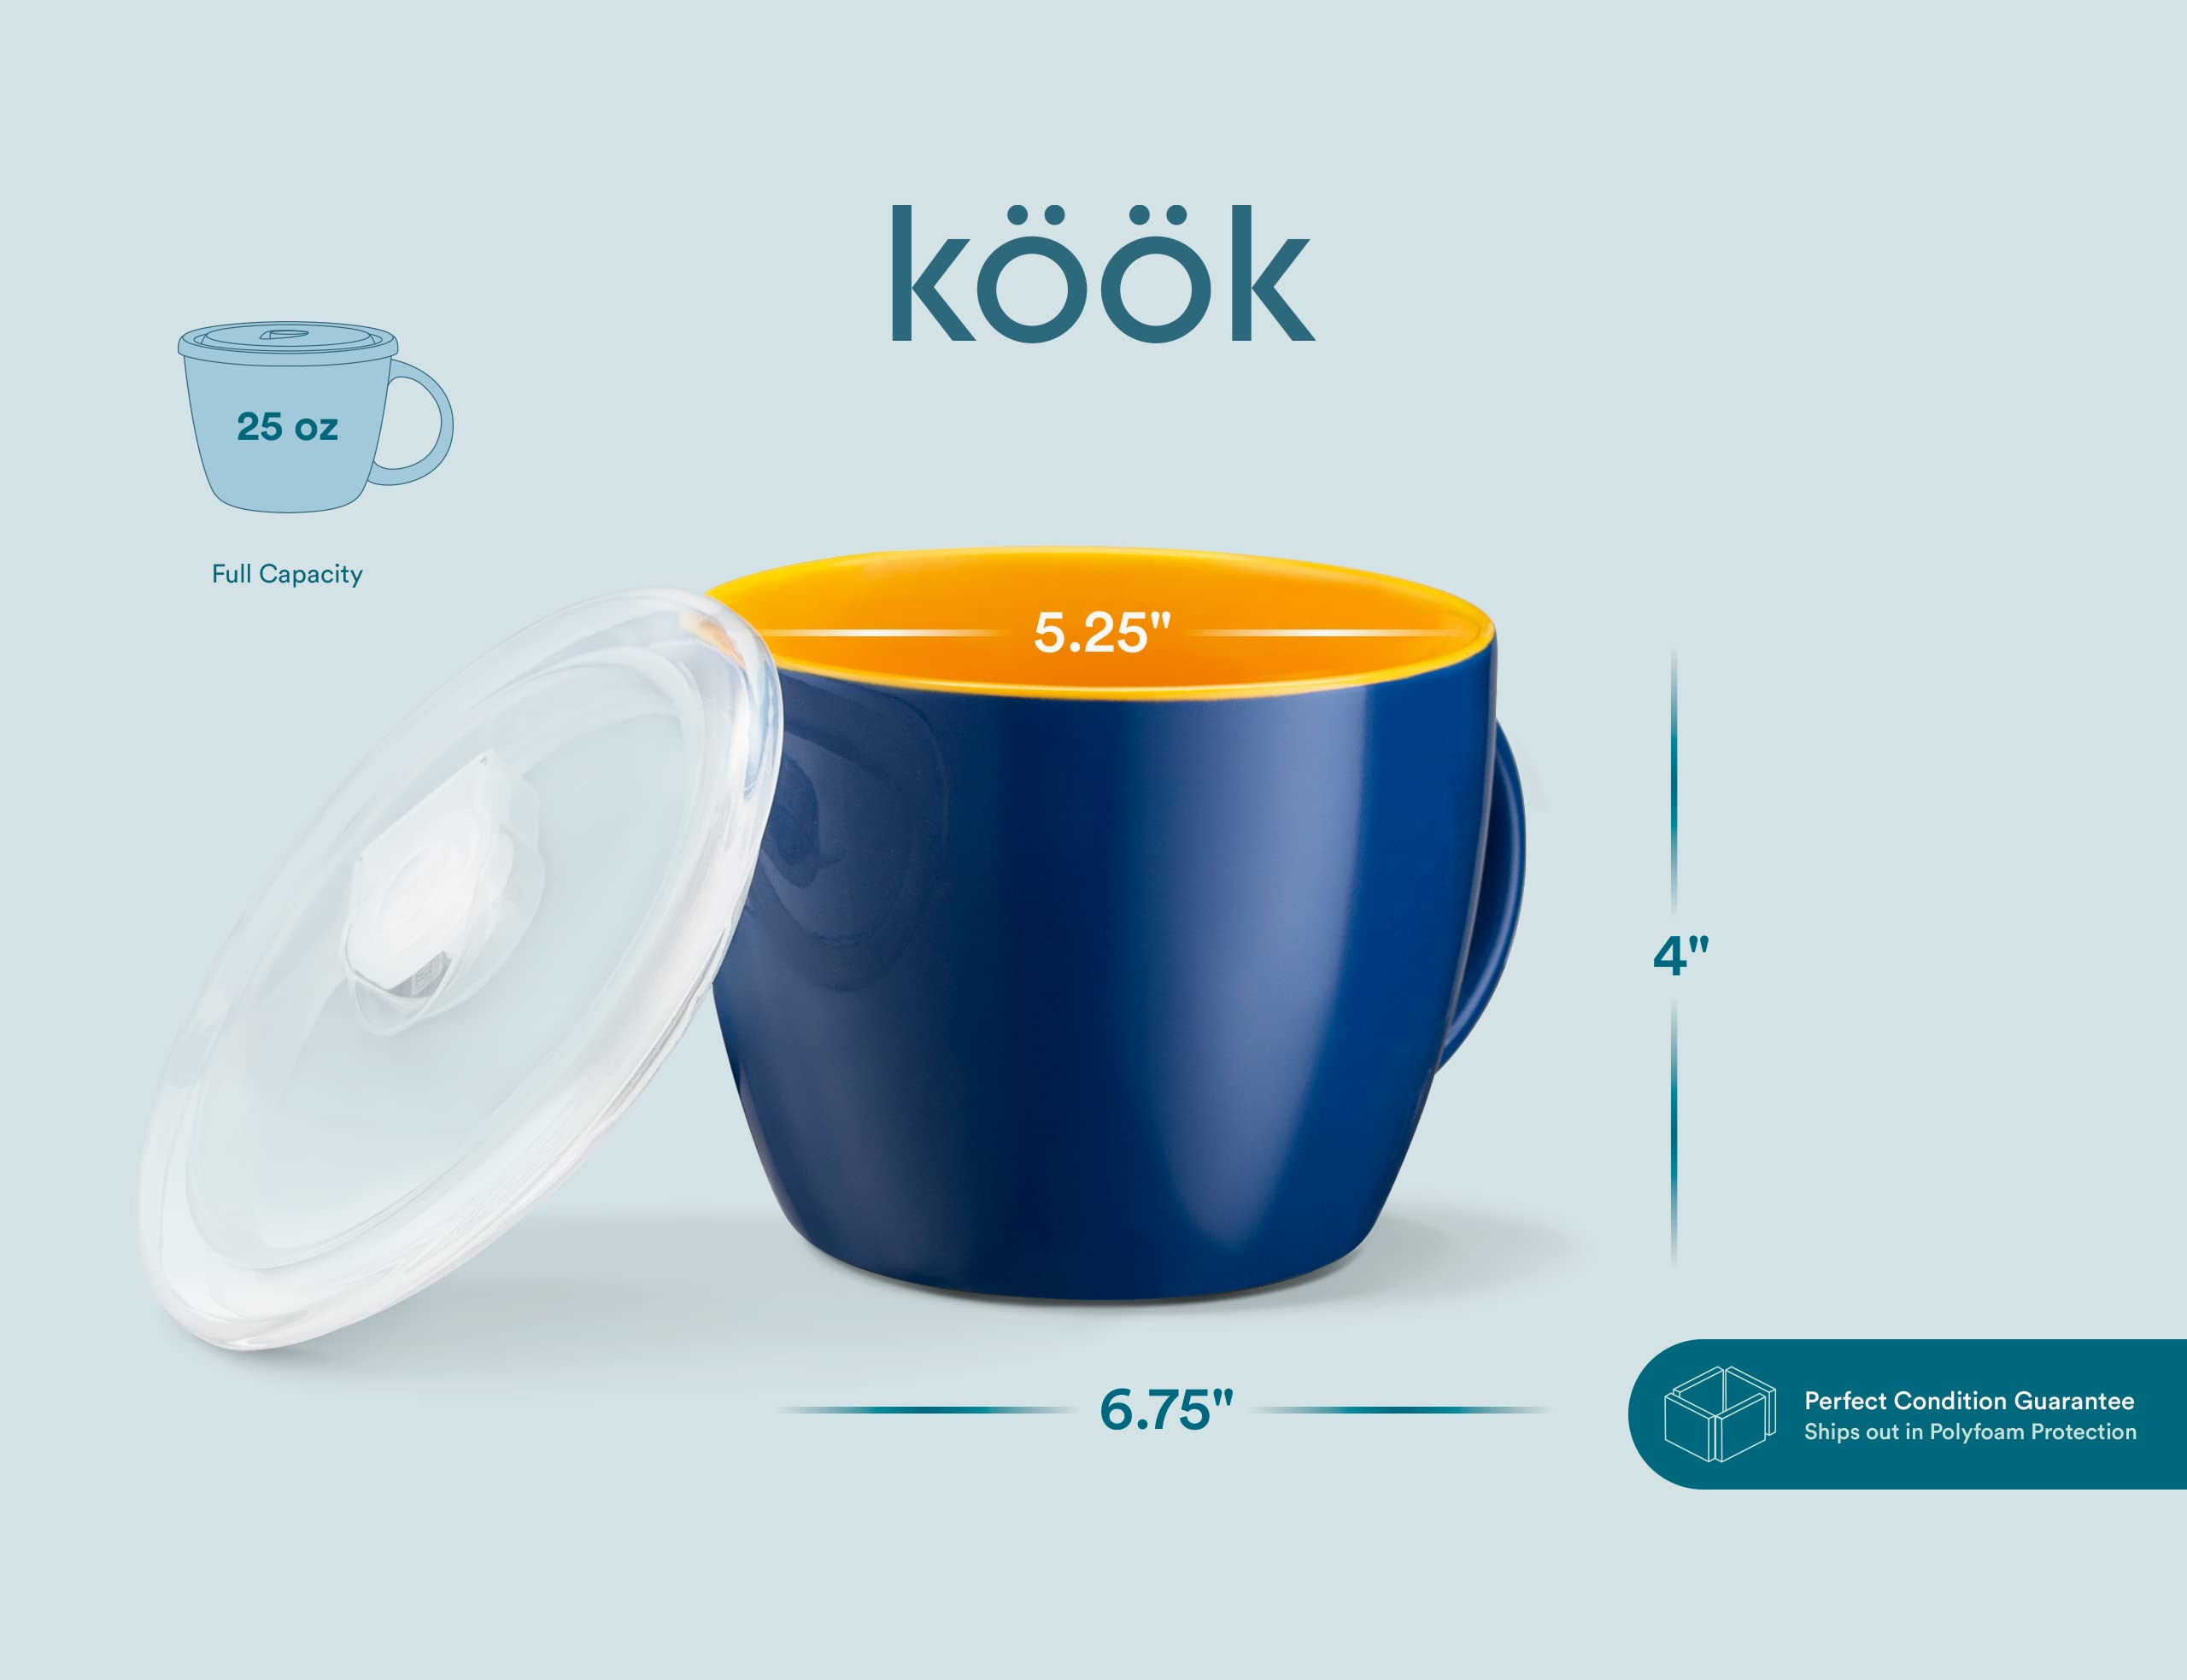 köök
25 oz
Full Capacity
5.25"
4"
6.75"
Perfect Condition Guarantee
Ships out in Polyfoam Protection